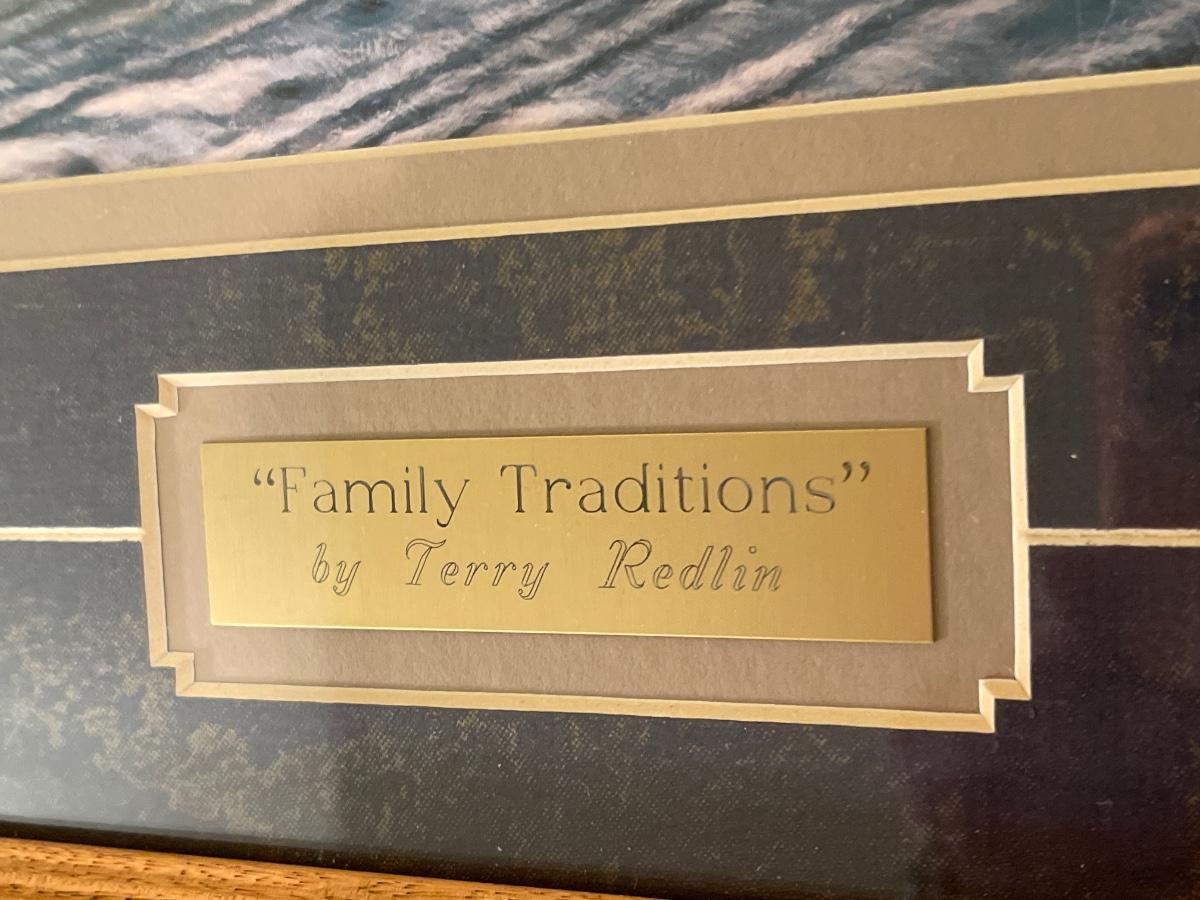 “Family Traditions”
by Terry Redlin